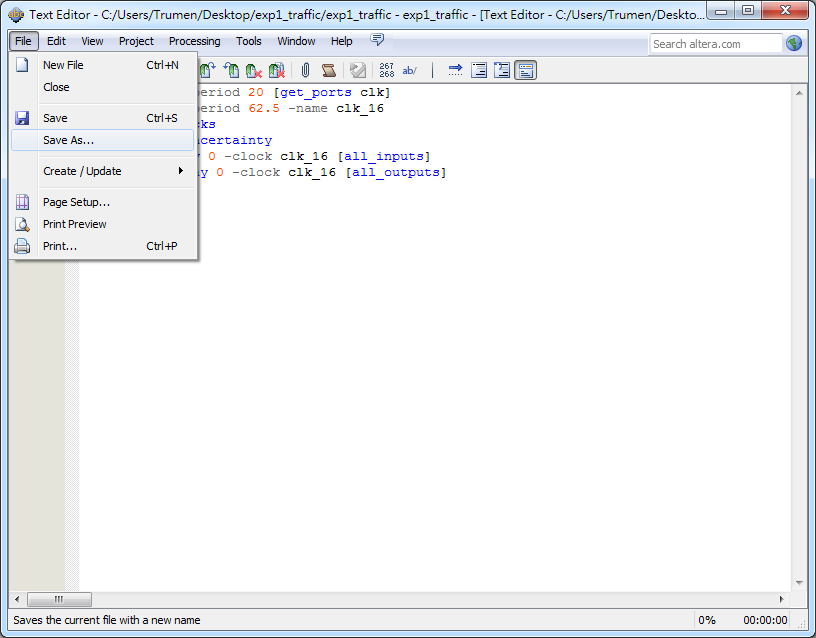 Text Editor - C:/Users/Trumen/Desktop/exp1_traffic/exp1_traffic - exp1_traffic - [Text Editor - C:/Users/Trumen/Deskto...
File Edit View Project Processing Tools Window Help
Search altera.com
New File Ctrl+N
Close
Save Ctrl+S
Save As...
Create / Update
Page Setup...
Print Preview
Print... Ctrl+P
267
268
ab/
eriod 20 [get_ports clk]
eriod 62.5 -name clk_16
cks
certainty
y 0 -clock clk_16 [all_inputs]
ay 0 -clock clk_16 [all_outputs]
Saves the current file with a new name
0% 00:00:00